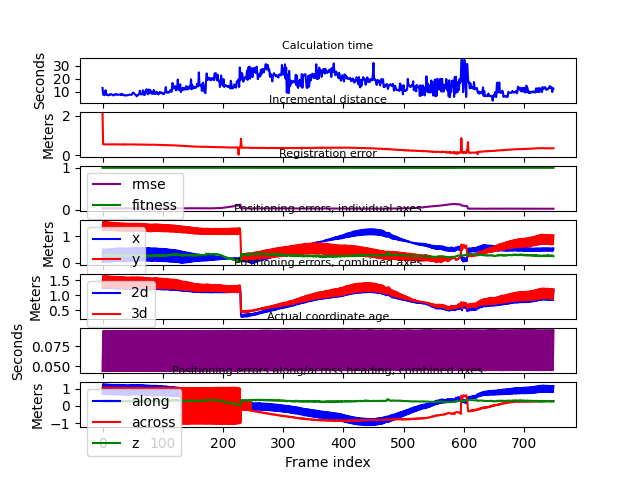 Calculation time
Seconds
30
20
10
Incremental distance
Meters
2
0
Registration error
1
0
rmse
fitness
Positioning errors, individual axes
Meters
1
0
x
y
Positioning errors, combined axes
Meters
1.5
1.0
0.5
2d
3d
Actual coordinate age
Seconds
0.075
0.050
Positioning errors along/across heading, combined axes
Meters
1
0
−1
along
across
z
0 100 200 300 400 500 600 700
Frame index